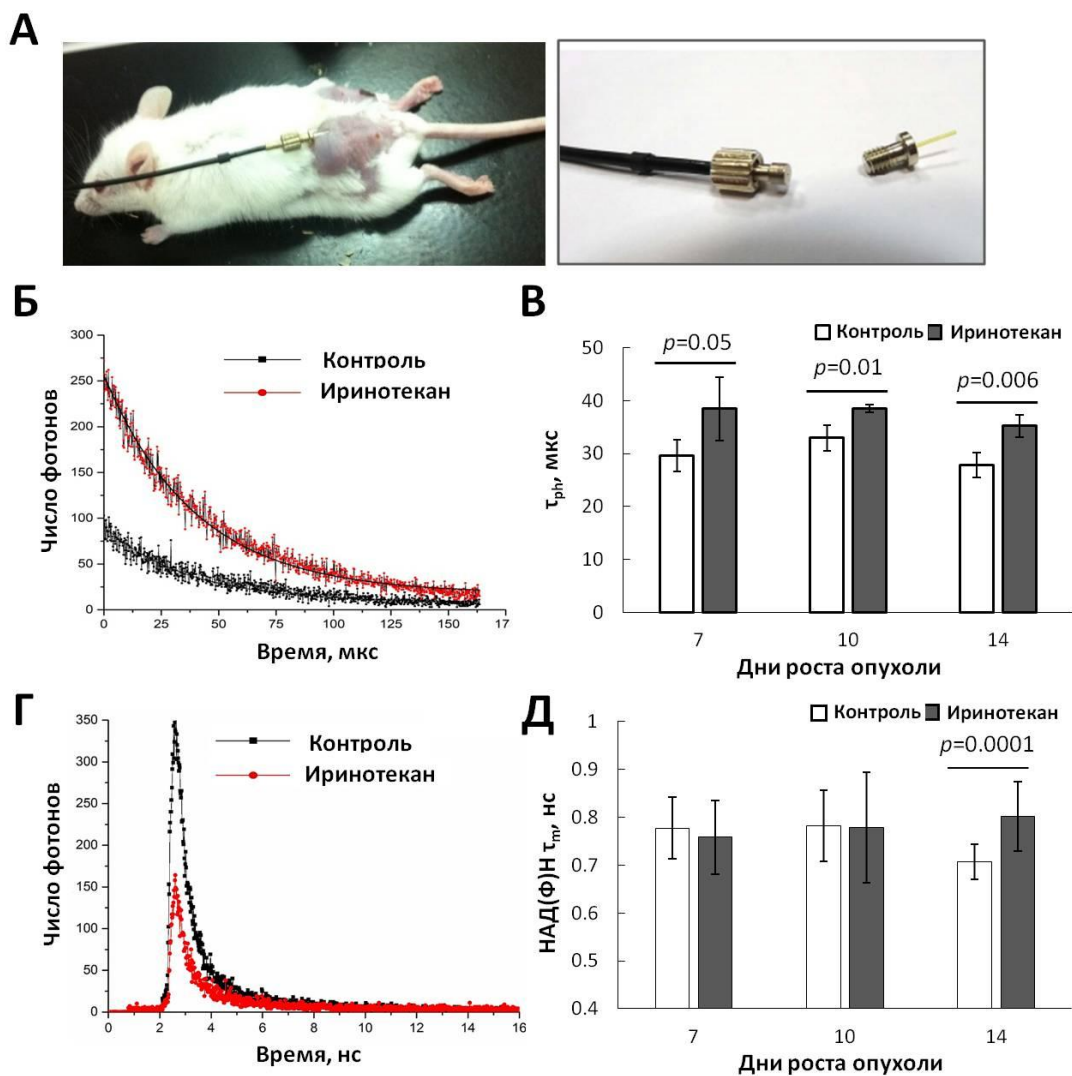 А
Б
300
250
200
150
100
50
0
Число фотонов
Контроль
Иринотекан
0 25 50 75 100 125 150 17
Время, мкс
В
Контроль Иринотекан
50
40
30
20
10
0
τph, мкс
p=0.05
p=0.01
p=0.006
7 10 14
Дни роста опухоли
Г
350
300
250
200
150
100
50
0
Число фотонов
Контроль
Иринотекан
0 2 4 6 8 10 12 14 16
Время, нс
Д
Контроль Иринотекан
1
0.9
0.8
0.7
0.6
0.5
0.4
НАД(Ф)Н τm, нс
p=0.0001
7 10 14
Дни роста опухоли